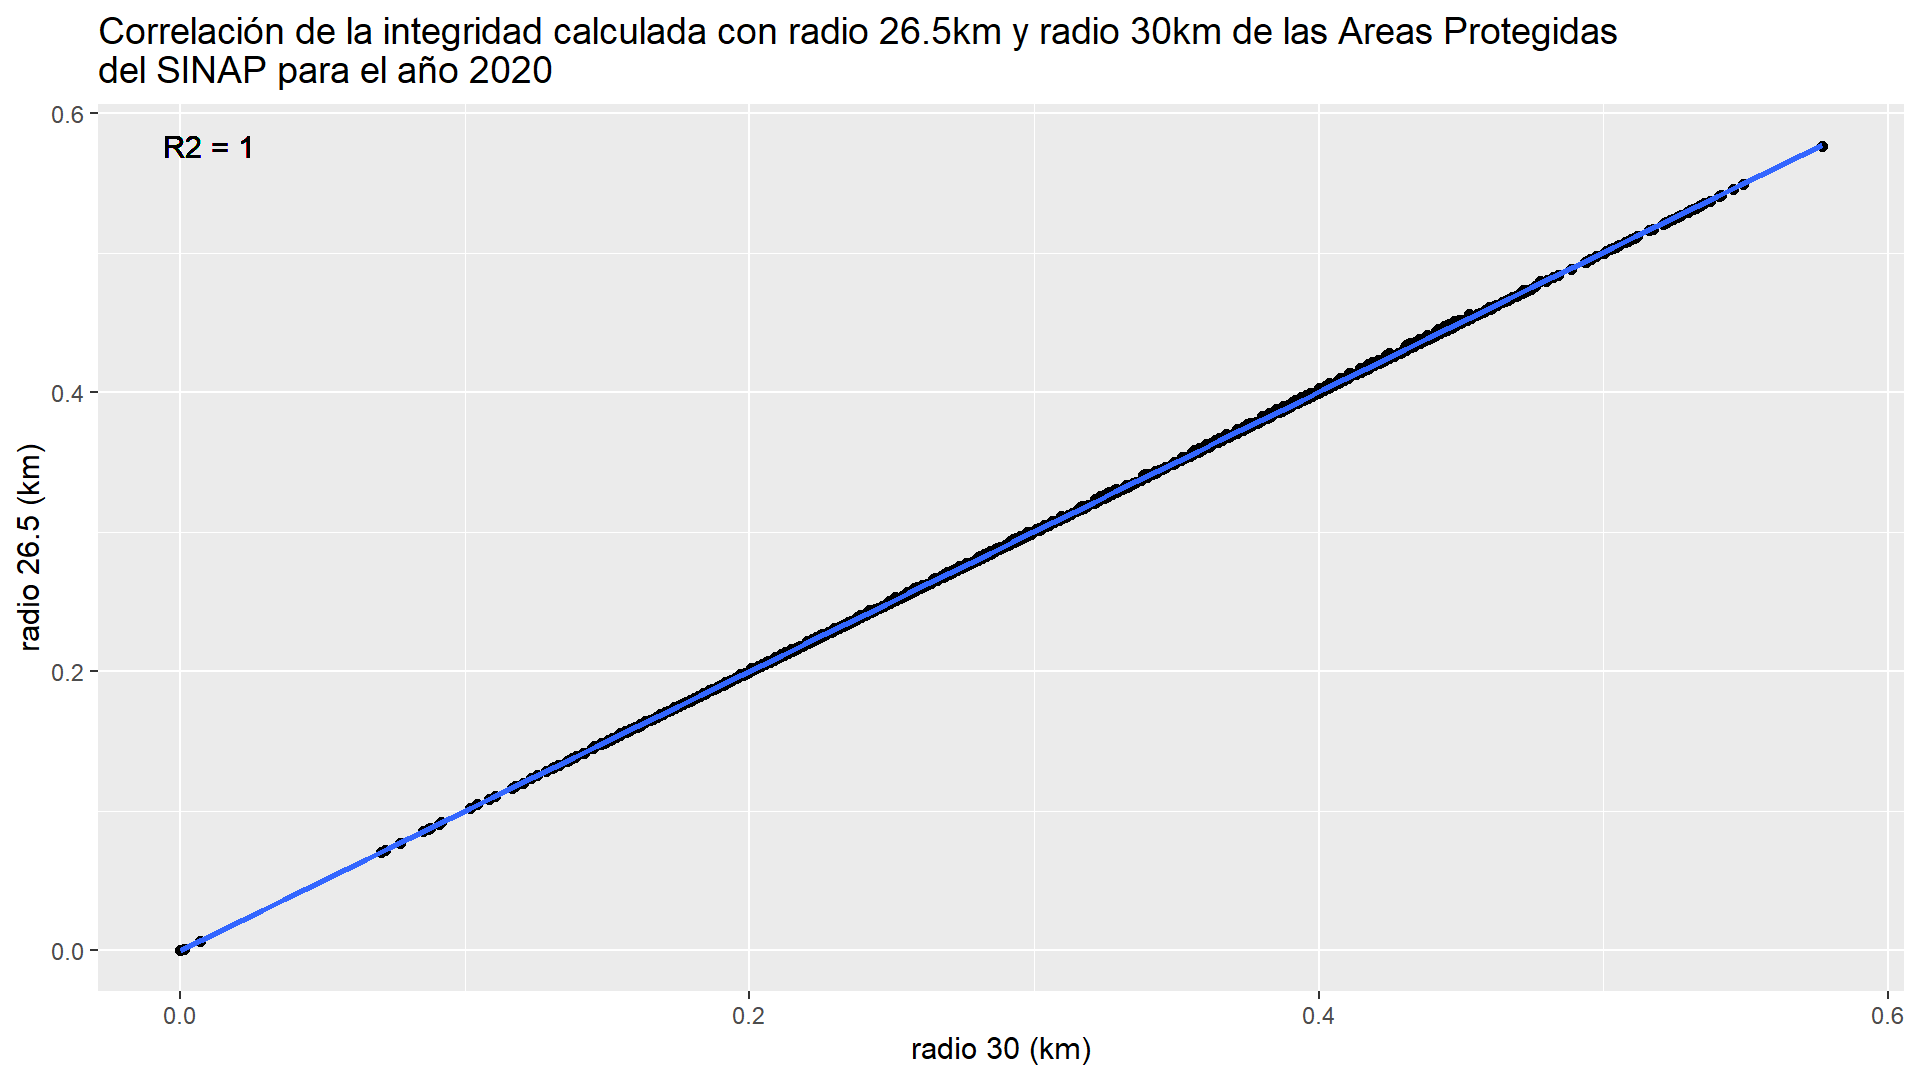 Correlación de la integridad calculada con radio 26.5km y radio 30km de las Areas Protegidas
del SINAP para el año 2020
R2 = 1
0.6
0.4
0.2
0.0
radio 26.5 (km)
0.0
0.2
0.4
0.6
radio 30 (km)